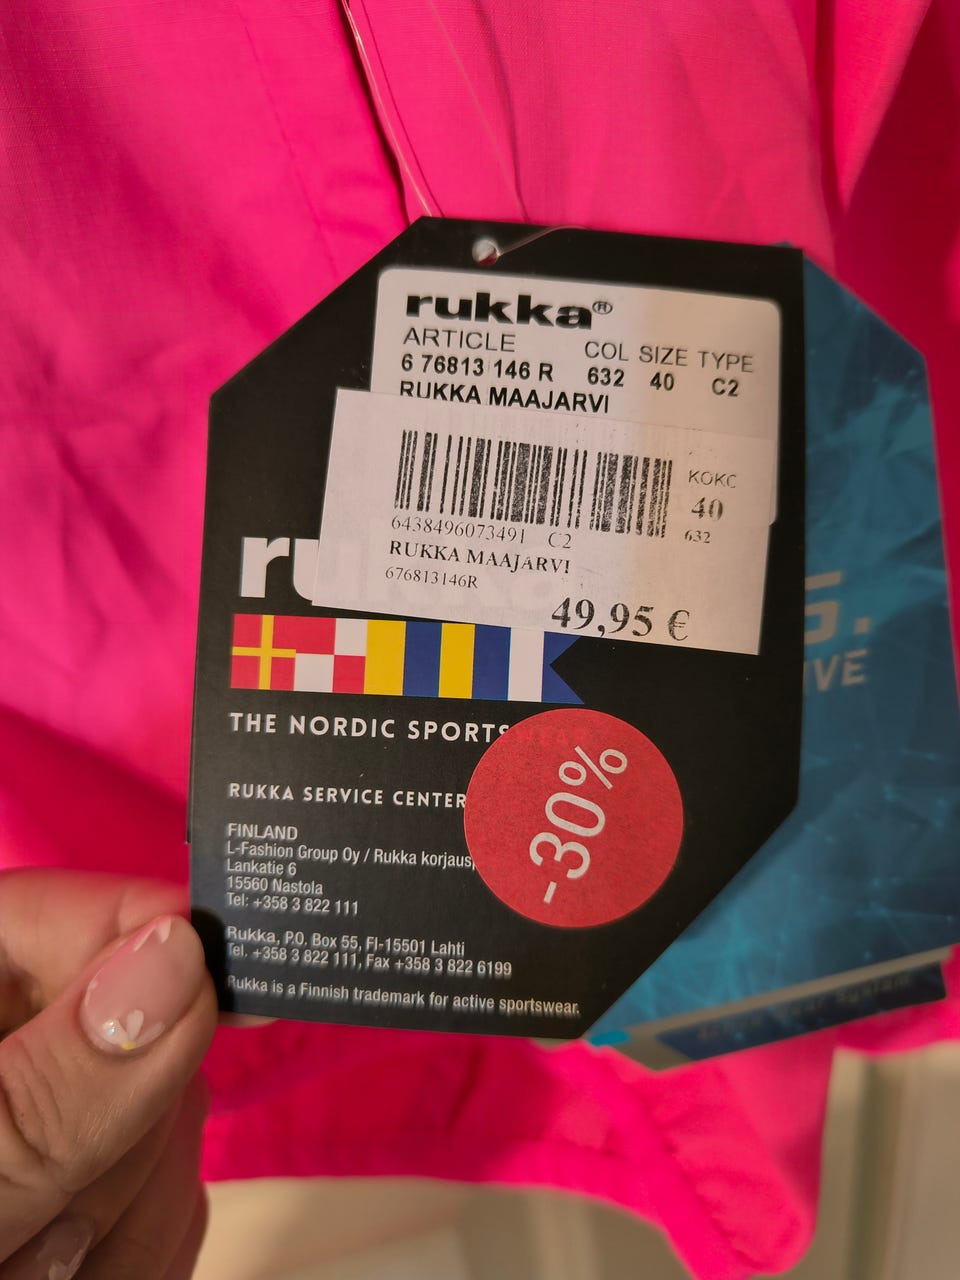 rukka®
ARTICLE COL SIZE TYPE
6 76813 146 R 632 40 C2
RUKKA MAAJARVI
KOKC
40
632
6438496073491 C2
RUKKA MAAJARVI
676813146R
49,95 €
THE NORDIC SPORTSWEAR
-30%
RUKKA SERVICE CENTER
FINLAND
L-Fashion Group Oy / Rukka korjaus
Lankatie 6
15560 Nastola
Tel: +358 3 822 111
Rukka, P.O. Box 55, FI-15501 Lahti
Tel. +358 3 822 111, Fax +358 3 822 6199
Rukka is a Finnish trademark for active sportswear.